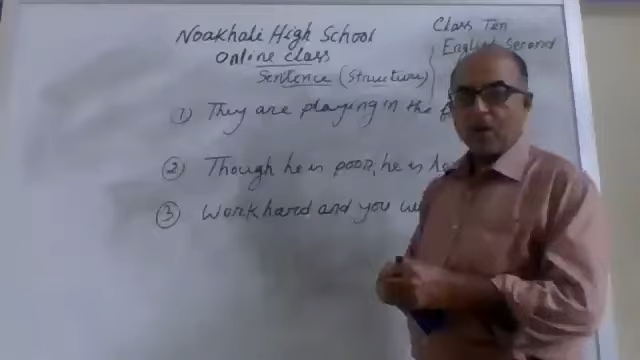 Noakhali High School
Class Ten
Online class
English Second
Sentence (Structure)
① They are playing in the f
② Though he is poor, he is
③ Work hard and you